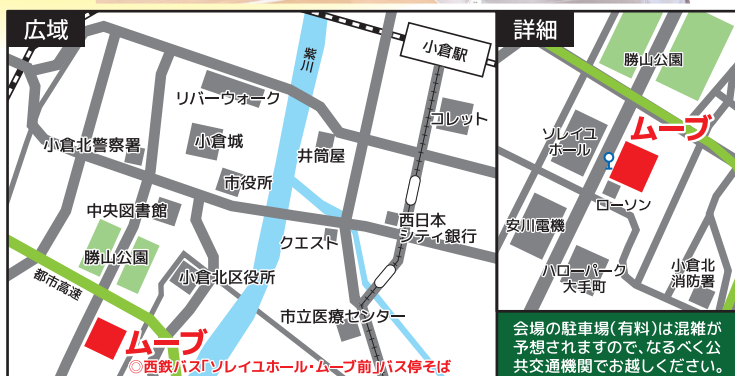 広域
小倉駅
紫川
リバーウォーク
コレット
小倉城
井筒屋
小倉北警察署
市役所
中央図書館
西日本
シティ銀行
クエスト
勝山公園
小倉北区役所
都市高速
市立医療センター
ムーブ
◎西鉄バス「ソレイユホール・ムーブ前」バス停そば
詳細
勝山公園
ムーブ
ソレイユ
ホール
ローソン
安川電機
ハローパーク
大手町
小倉北
消防署
会場の駐車場(有料)は混雑が
予想されますので、なるべく公
共交通機関でお越しください。